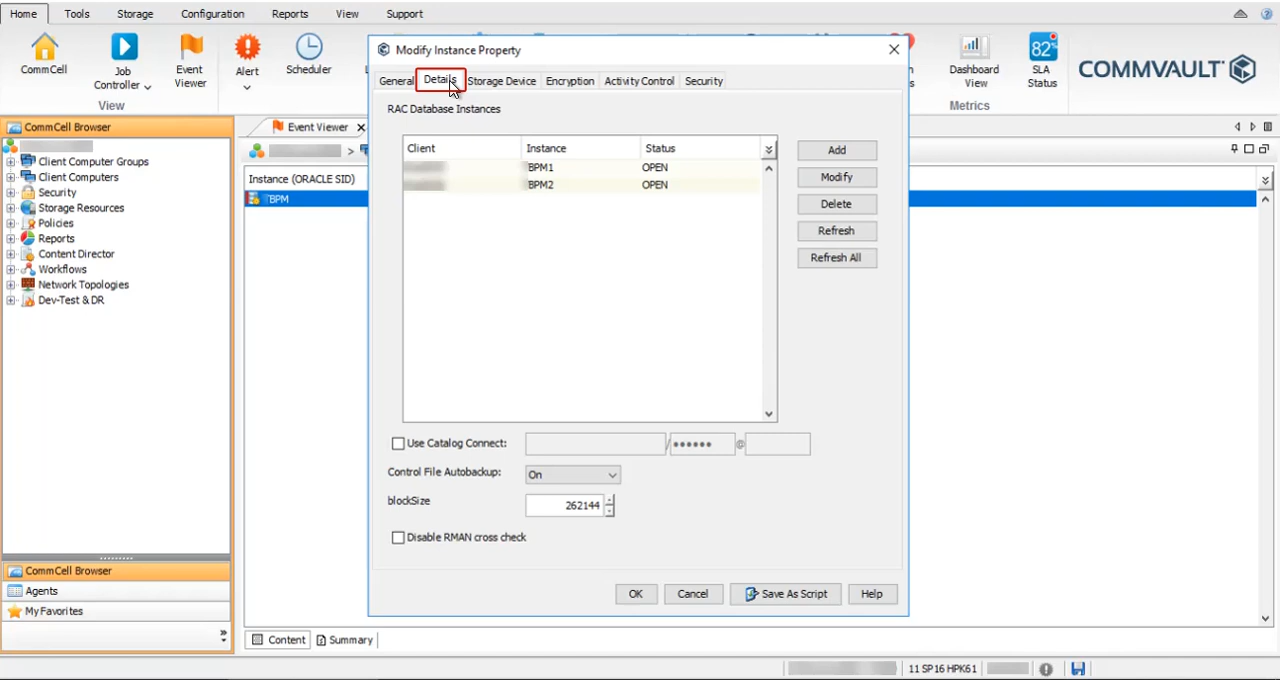 Home Tools Storage Configuration Reports View Support
CommCell
Job
Controller
Event
Viewer
Alert
Scheduler
View
Dashboard
View
82%
SLA
Status
Metrics
COMMVAULT
CommCell Browser
Client Computer Groups
Client Computers
Security
Storage Resources
Policies
Reports
Content Director
Workflows
Network Topologies
Dev-Test & DR
CommCell Browser
Agents
MyFavorites
Event Viewer
Instance (ORACLE SID)
TBPM
Content Summary
Modify Instance Property
General Details Storage Device Encryption Activity Control Security
RAC Database Instances
Client Instance Status
TBPM1 OPEN
TBPM2 OPEN
Add
Modify
Delete
Refresh
Refresh All
Use Catalog Connect: / •••••• @
Control File Autobackup: On
blockSize 262144
Disable RMAN cross check
OK Cancel Save As Script Help
11 SP16 HPK61